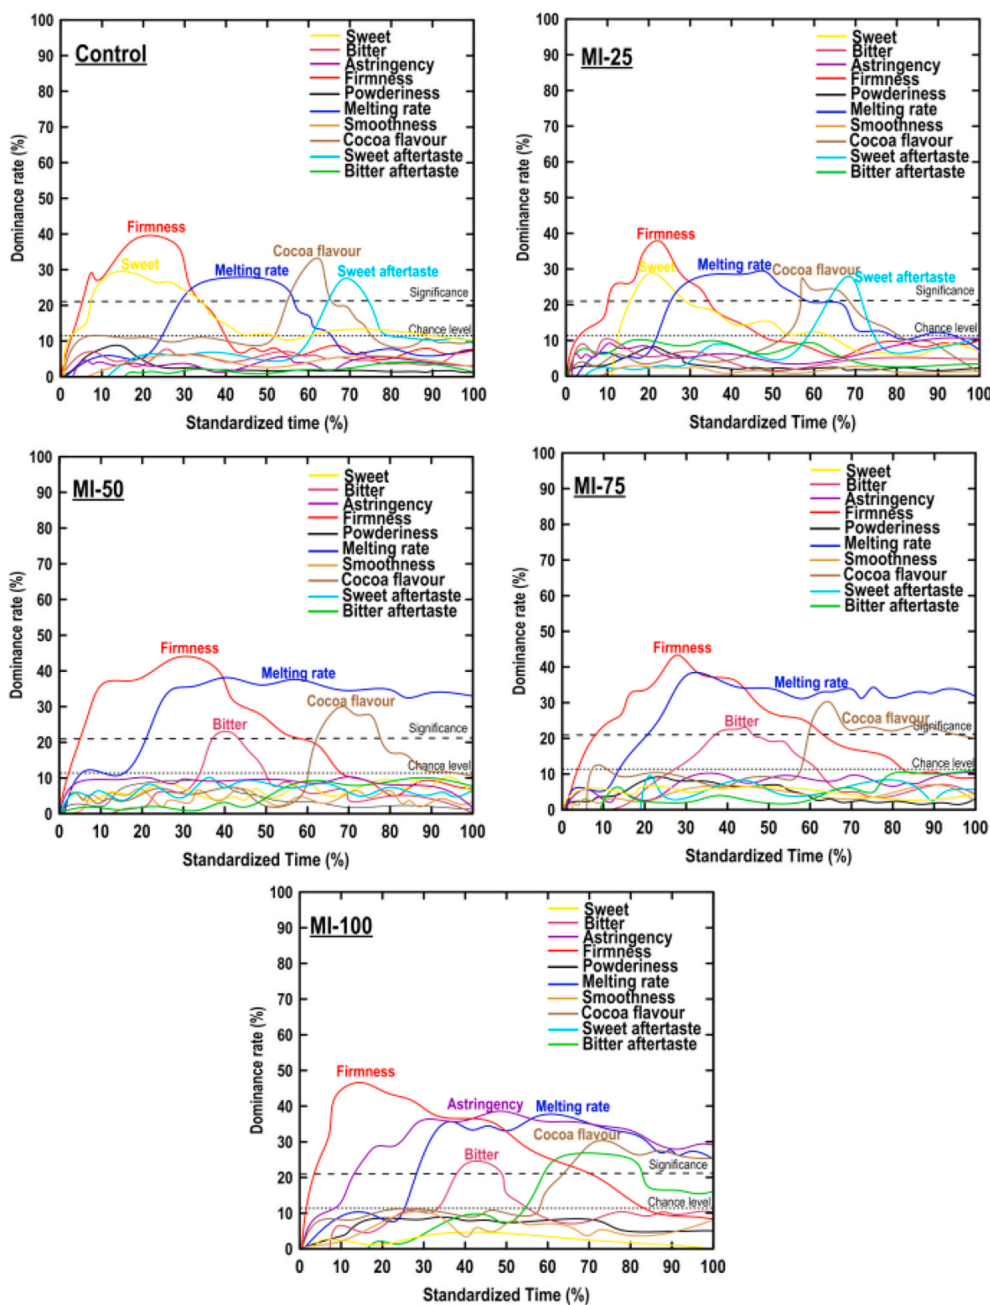 Control
Sweet
Bitter
Astringency
Firmness
Powderiness
Melting rate
Smoothness
Cocoa flavour
Sweet aftertaste
Bitter aftertaste
Firmness
Sweet
Melting rate
Cocoa flavour
Sweet aftertaste
Significance
Chance level
Dominance rate (%)
100
90
80
70
60
50
40
30
20
10
0
0 10 20 30 40 50 60 70 80 90 100
Standardized time (%)
MI-25
Sweet
Bitter
Astringency
Firmness
Powderiness
Melting rate
Smoothness
Cocoa flavour
Sweet aftertaste
Bitter aftertaste
Firmness
Sweet
Melting rate
Cocoa flavour
Sweet aftertaste
Significance
Chance level
Dominance rate (%)
100
90
80
70
60
50
40
30
20
10
0
0 10 20 30 40 50 60 70 80 90 100
Standardized Time (%)
MI-50
Sweet
Bitter
Astringency
Firmness
Powderiness
Melting rate
Smoothness
Cocoa flavour
Sweet aftertaste
Bitter aftertaste
Firmness
Melting rate
Bitter
Cocoa flavour
Significance
Chance level
Dominance rate (%)
100
90
80
70
60
50
40
30
20
10
0
0 10 20 30 40 50 60 70 80 90 100
Standardized Time (%)
MI-75
Sweet
Bitter
Astringency
Firmness
Powderiness
Melting rate
Smoothness
Cocoa flavour
Sweet aftertaste
Bitter aftertaste
Firmness
Melting rate
Bitter
Cocoa flavour
Significance
Chance level
Dominance rate (%)
100
90
80
70
60
50
40
30
20
10
0
0 10 20 30 40 50 60 70 80 90 100
Standardized Time (%)
MI-100
Sweet
Bitter
Astringency
Firmness
Powderiness
Melting rate
Smoothness
Cocoa flavour
Sweet aftertaste
Bitter aftertaste
Firmness
Astringency
Melting rate
Cocoa flavour
Bitter
Significance
Chance level
Dominance rate (%)
100
90
80
70
60
50
40
30
20
10
0
0 10 20 30 40 50 60 70 80 90 100
Standardized Time (%)